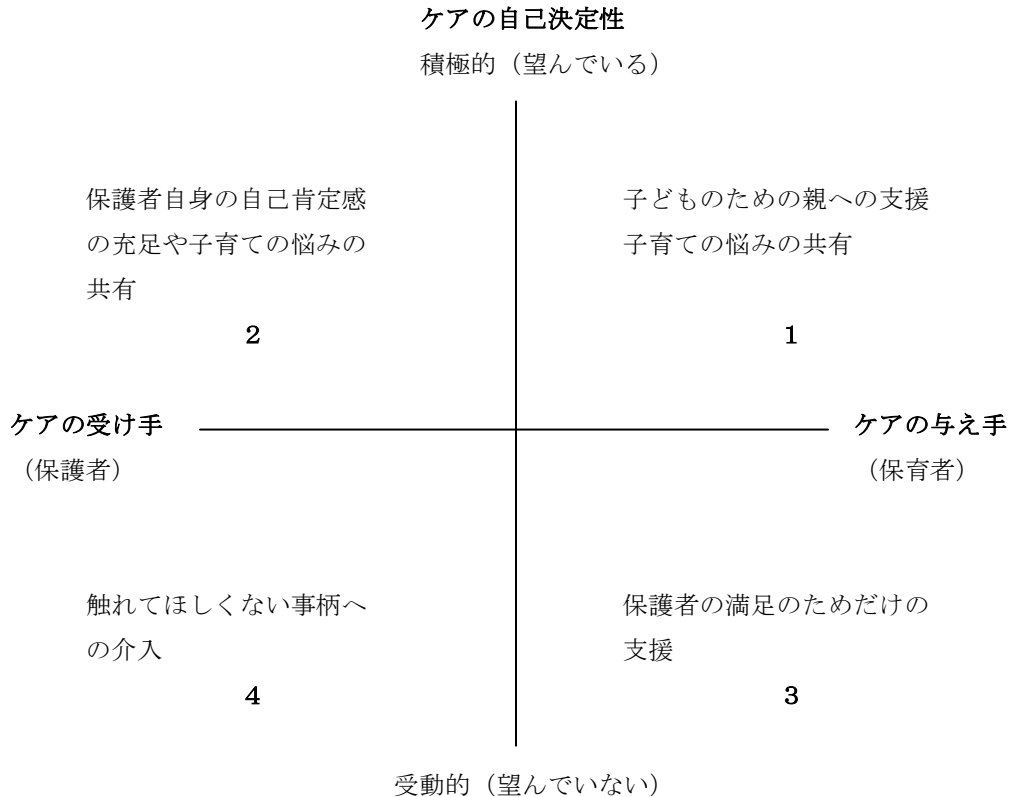 ケアの自己決定性
積極的（望んでいる）
保護者自身の自己肯定感
の充足や子育ての悩みの
共有
2
子どものための親への支援
子育ての悩みの共有
1
ケアの受け手
（保護者）
ケアの与え手
（保育者）
触れてほしくない事柄へ
の介入
4
保護者の満足のためだけの
支援
3
受動的（望んでいない）